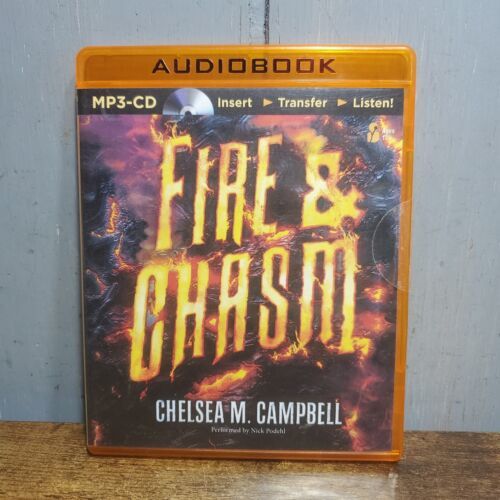 AUDIOBOOK
MP3-CD Insert ► Transfer ► Listen!
FIRE &
CHASM
CHELSEA M. CAMPBELL
Performed by Nick Podehl